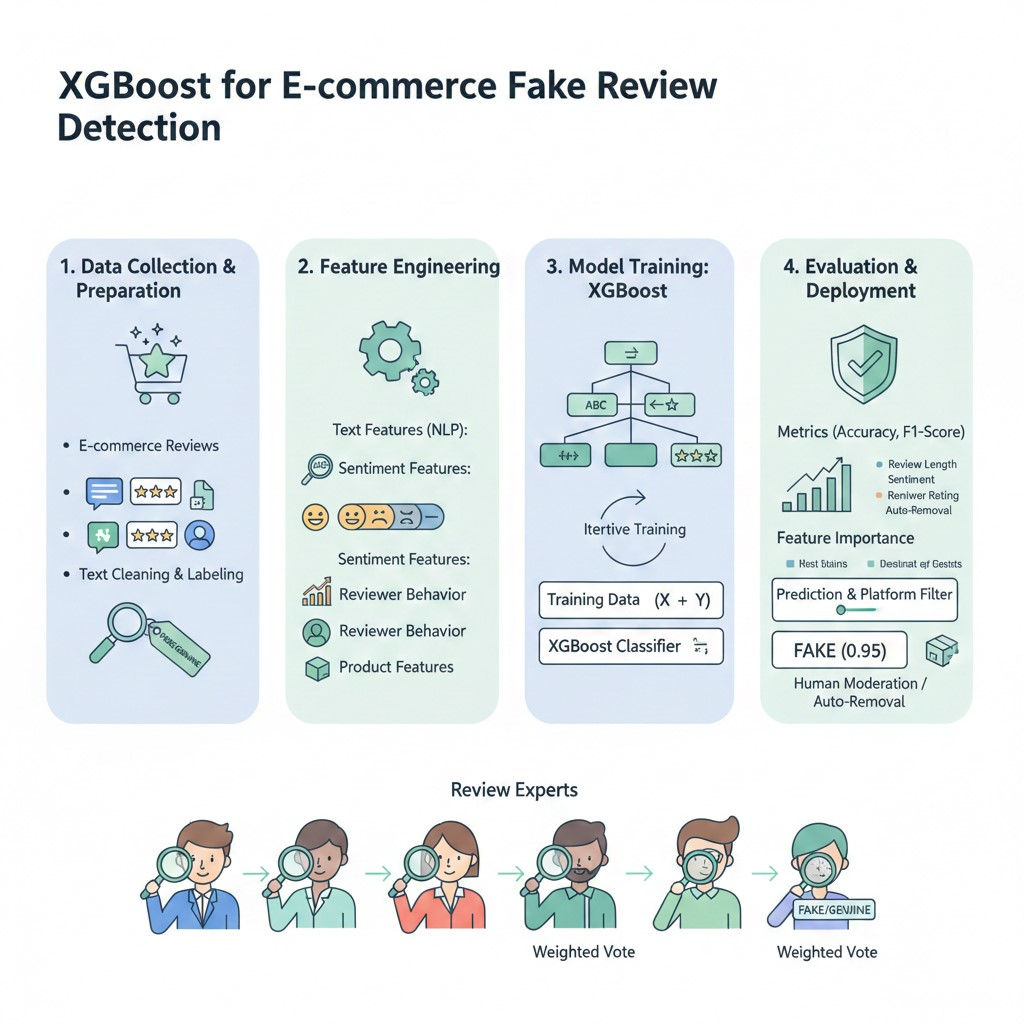 XGBoost for E-commerce Fake Review
Detection
1. Data Collection &
Preparation
• E-commerce Reviews
•
•
• Text Cleaning & Labeling
2. Feature Engineering
Text Features (NLP):
Sentiment Features:
Sentiment Features:
Reviewer Behavior
Reviewer Behavior
Product Features
3. Model Training:
XGBoost
ABC
Itertive Training
Training Data (X + Y)
XGBoost Classifier
4. Evaluation &
Deployment
Metrics (Accuracy, F1-Score)
• Review Length
Sentiment
• Reniwer Rating
Auto-Removal
Feature Importance
Prediction & Platform Filter
FAKE (0.95)
Human Moderation /
Auto-Removal
Review Experts
FAKE/GENJINE
Weighted Vote
Weighted Vote